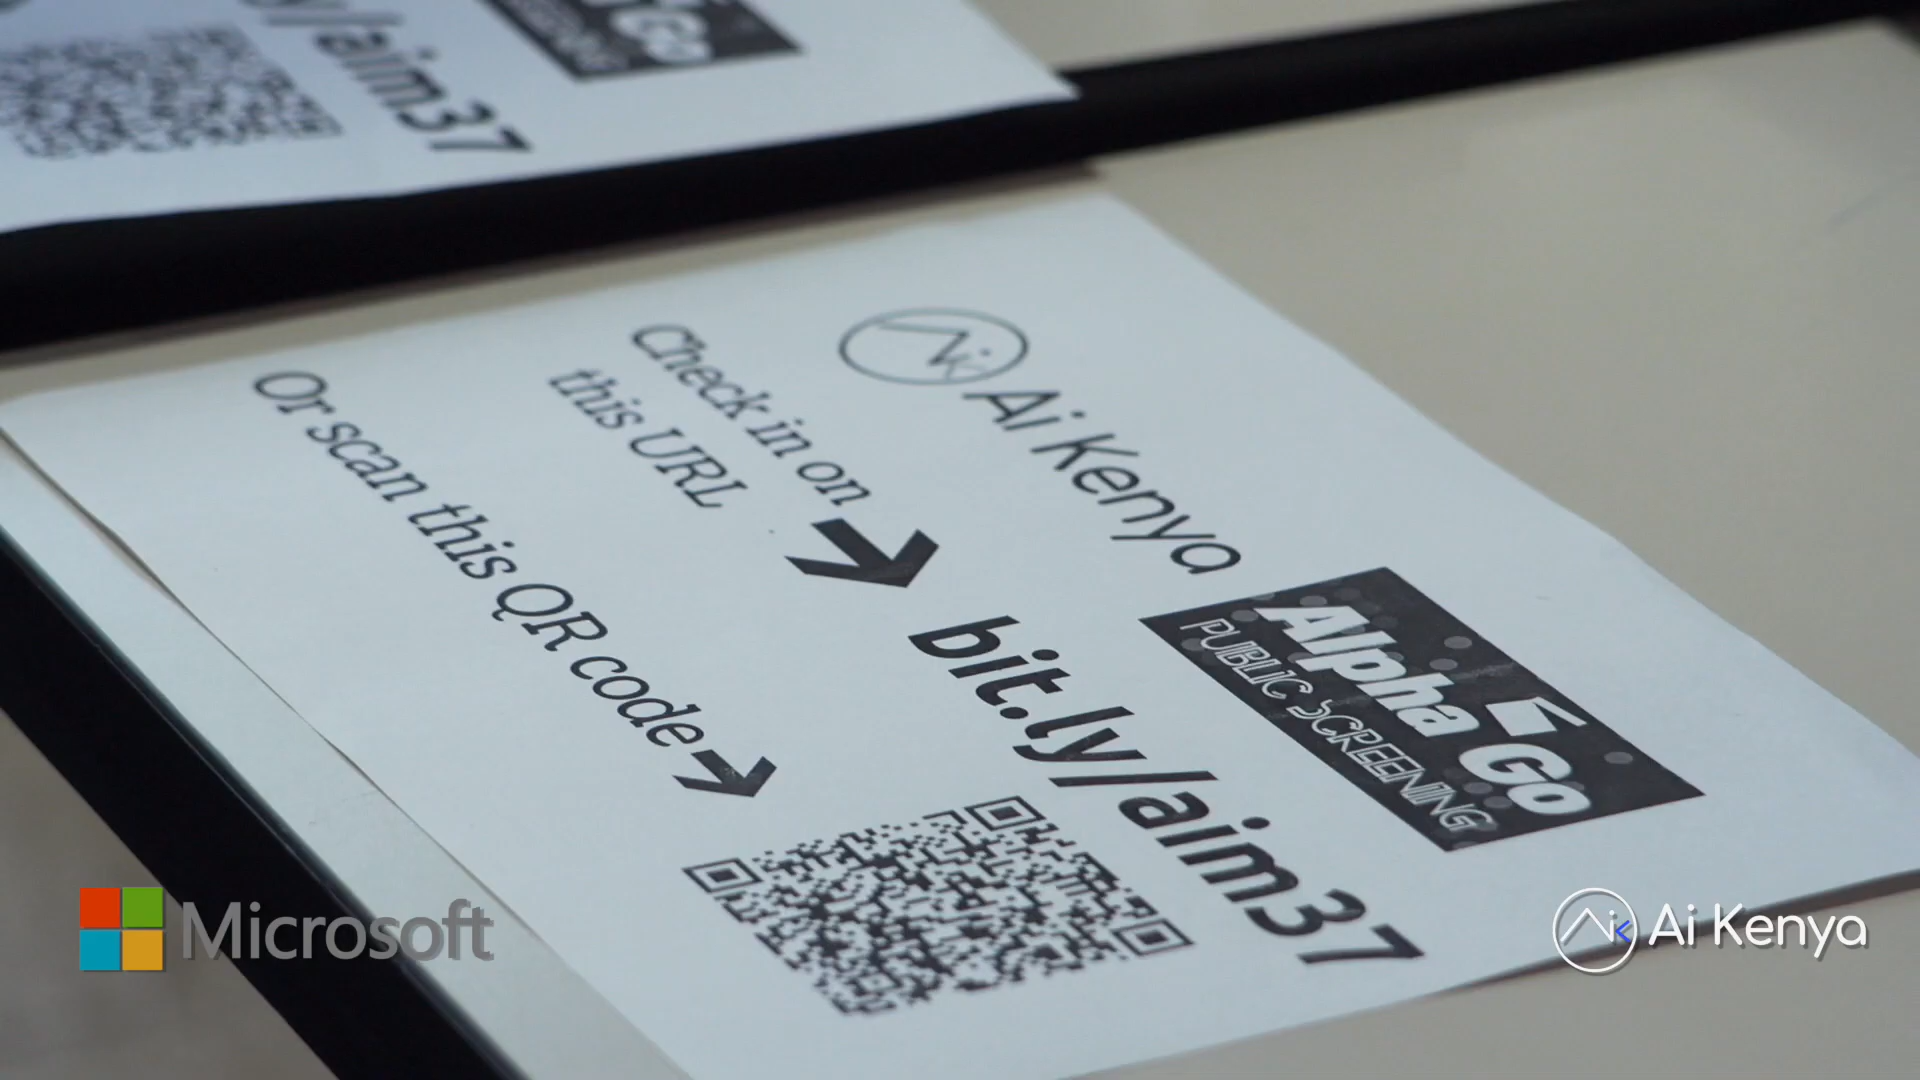 Go
y/aim37
Ai Kenya
Alpha Go
PUBLIC SCREENING
Check in on
this URL
bit.ly/aim37
Or scan this QR code
Microsoft
Ai Kenya